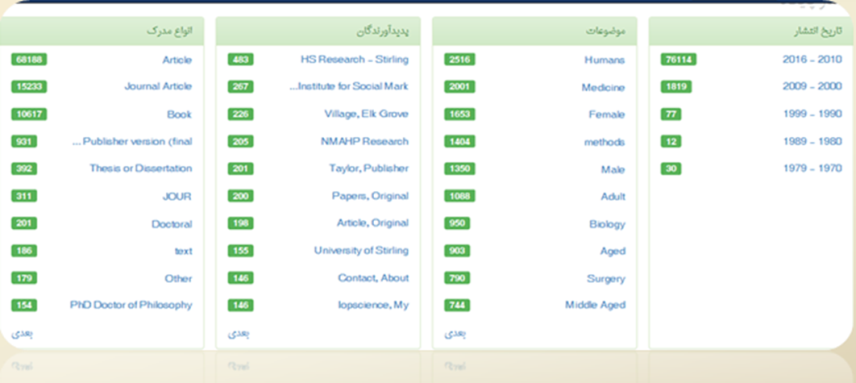 تاریخ انتشار
2016 - 2010 76114
2009 - 2000 1819
1999 - 1990 77
1989 - 1980 12
1979 - 1970 30
موضوعات
Humans 2516
Medicine 2001
Female 1653
methods 1404
Male 1350
Adult 1088
Biology 950
Aged 903
Surgery 790
Middle Aged 744
بعدی
پدیدآورندگان
HS Research - Stirling 483
...Institute for Social Mark 267
Village, Elk Grove 226
NMAHP Research 205
Taylor, Publisher 201
Papers, Original 200
Article, Original 198
University of Stirling 155
Contact, About 146
Iopscience, My 146
بعدی
انواع مدرک
Article 68188
Journal Article 15233
Book 10617
... Publisher version (final 931
Thesis or Dissertation 392
JOUR 311
Doctoral 201
text 186
Other 179
PhD Doctor of Philosophy 154
بعدی